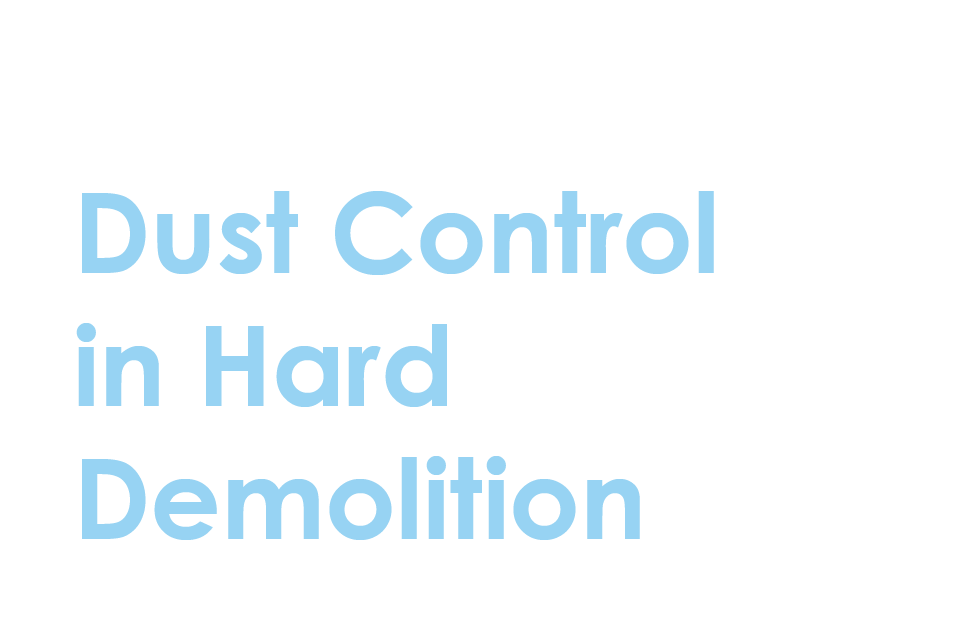 Dust Control
in Hard
Demolition